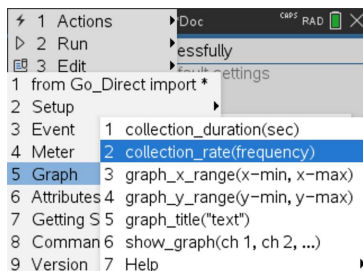 1 Actions
Doc
CAPS RAD
2 Run
essfully
3 Edit
fault settings
1 from Go_Direct import *
2 Setup
3 Event
1 collection_duration(sec)
4 Meter
2 collection_rate(frequency)
5 Graph
3 graph_x_range(x-min, x-max)
6 Attributes
4 graph_y_range(y-min, y-max)
7 Getting S
5 graph_title("text")
8 Comman
6 show_graph(ch 1, ch 2, ...)
9 Version
7 Help